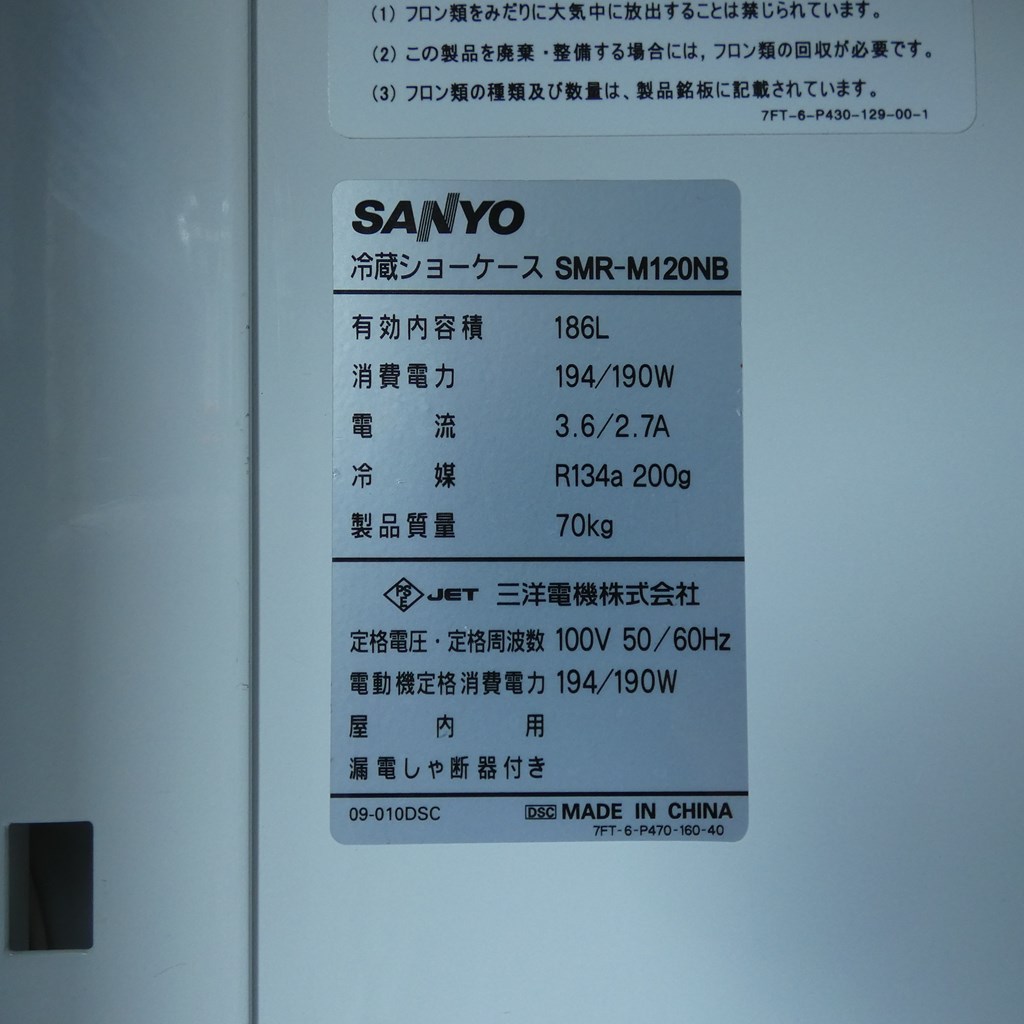 (1) フロン類をみだりに大気中に放出することは禁じられています。
(2) この製品を廃棄・整備する場合には, フロン類の回収が必要です。
(3) フロン類の種類及び数量は、製品銘板に記載されています。
7FT-6-P430-129-00-1
SANYO
冷蔵ショーケース SMR-M120NB
有効内容積 186L
消費電力 194/190W
電流 3.6/2.7A
冷媒 R134a 200g
製品質量 70kg
PSE JET 三洋電機株式会社
定格電圧・定格周波数 100V 50/60Hz
電動機定格消費電力 194/190W
屋内用
漏電しゃ断器付き
09-010DSC DSC MADE IN CHINA
7FT-6-P470-160-40